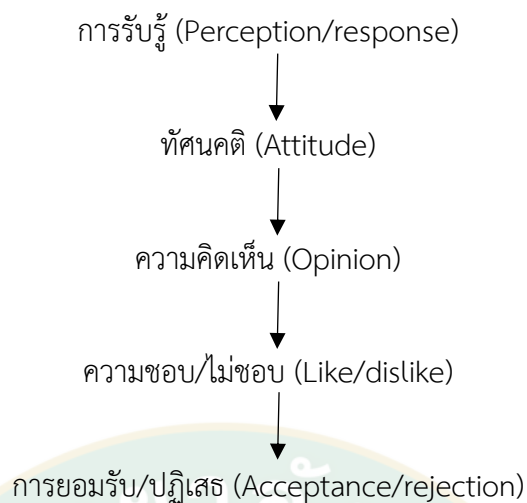 การรับรู้ (Perception/response)
ทัศนคติ (Attitude)
ความคิดเห็น (Opinion)
ความชอบ/ไม่ชอบ (Like/dislike)
การยอมรับ/ปฏิเสธ (Acceptance/rejection)